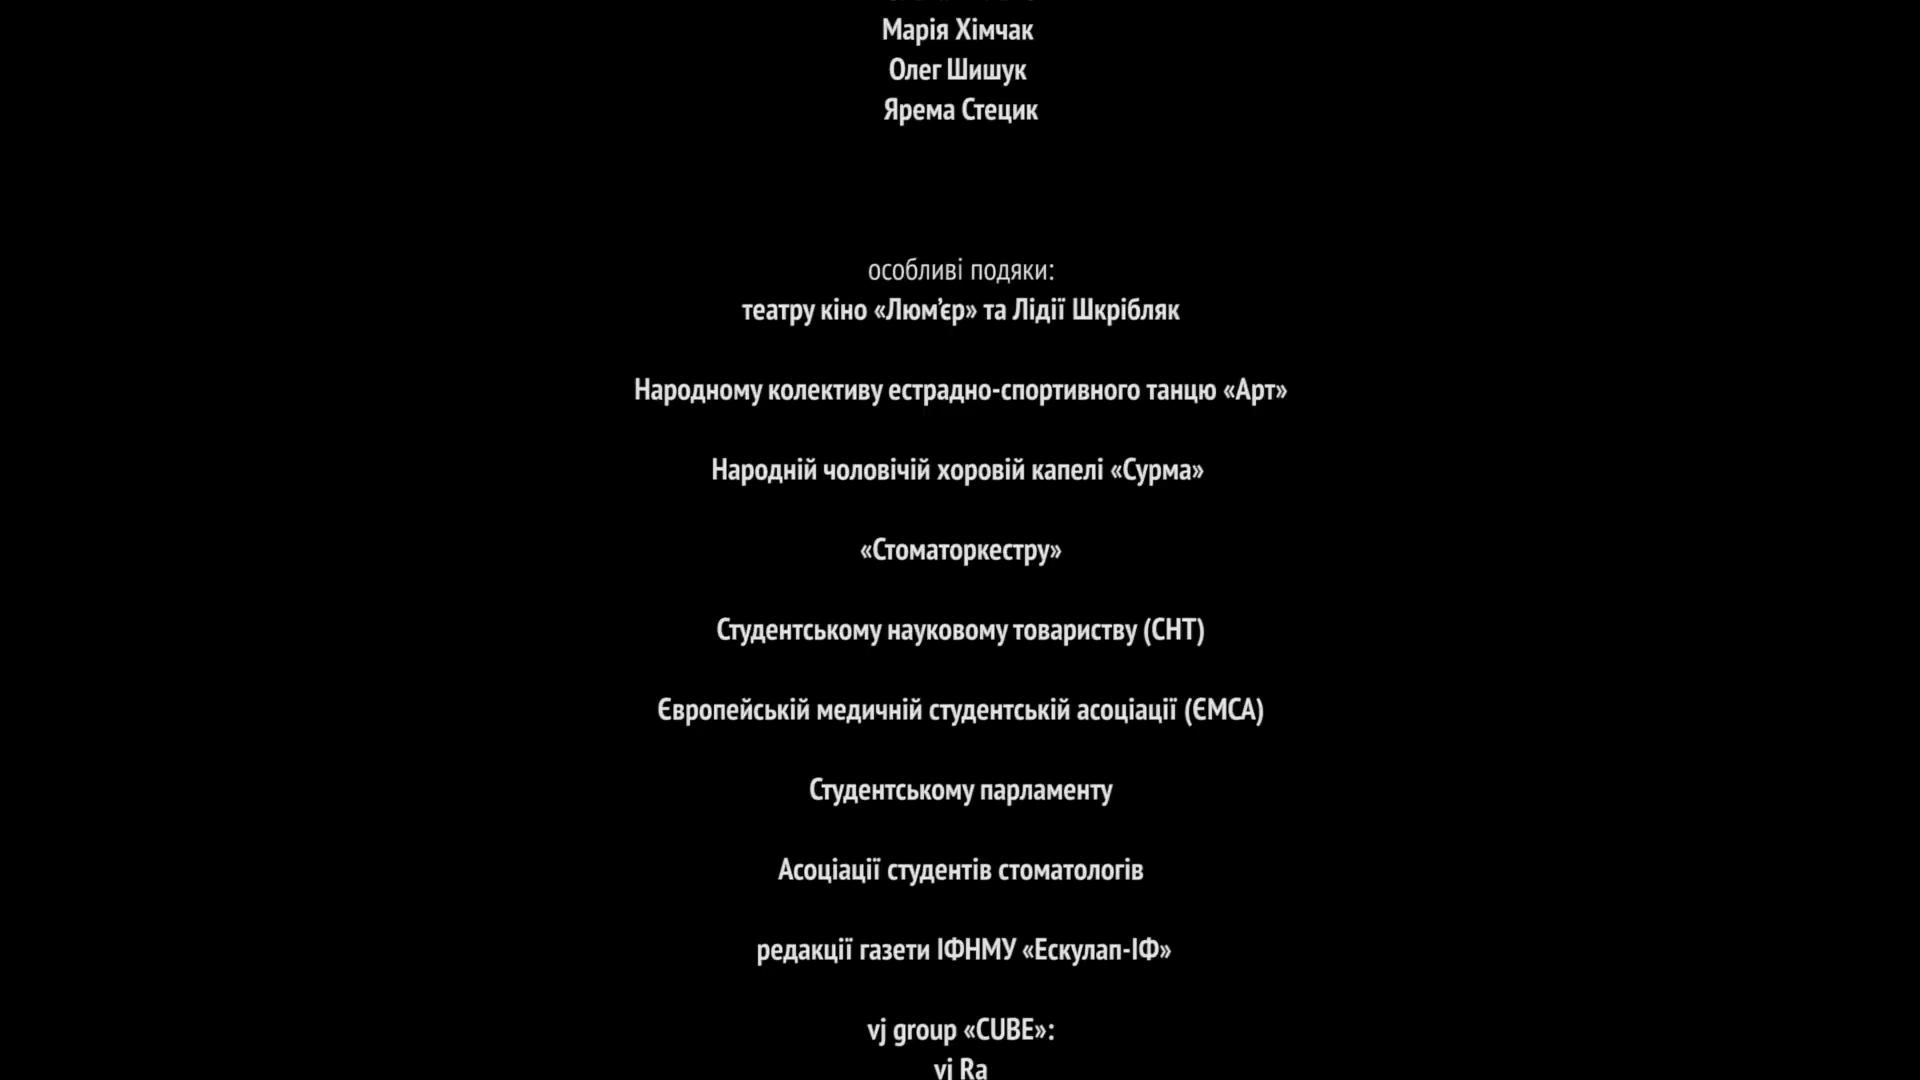 Марія Хімчак
Олег Шишук
Ярема Стецик
особливі подяки:
театру кіно «Люм’єр» та Лідії Шкрібляк
Народному колективу естрадно-спортивного танцю «Арт»
Народній чоловічій хоровій капелі «Сурма»
«Стоматоркестру»
Студентському науковому товариству (СНТ)
Європейській медичній студентській асоціації (ЄМСА)
Студентському парламенту
Асоціації студентів стоматологів
редакції газети ІФНМУ «Ескулап-ІФ»
vj group «CUBE»:
vj Ra